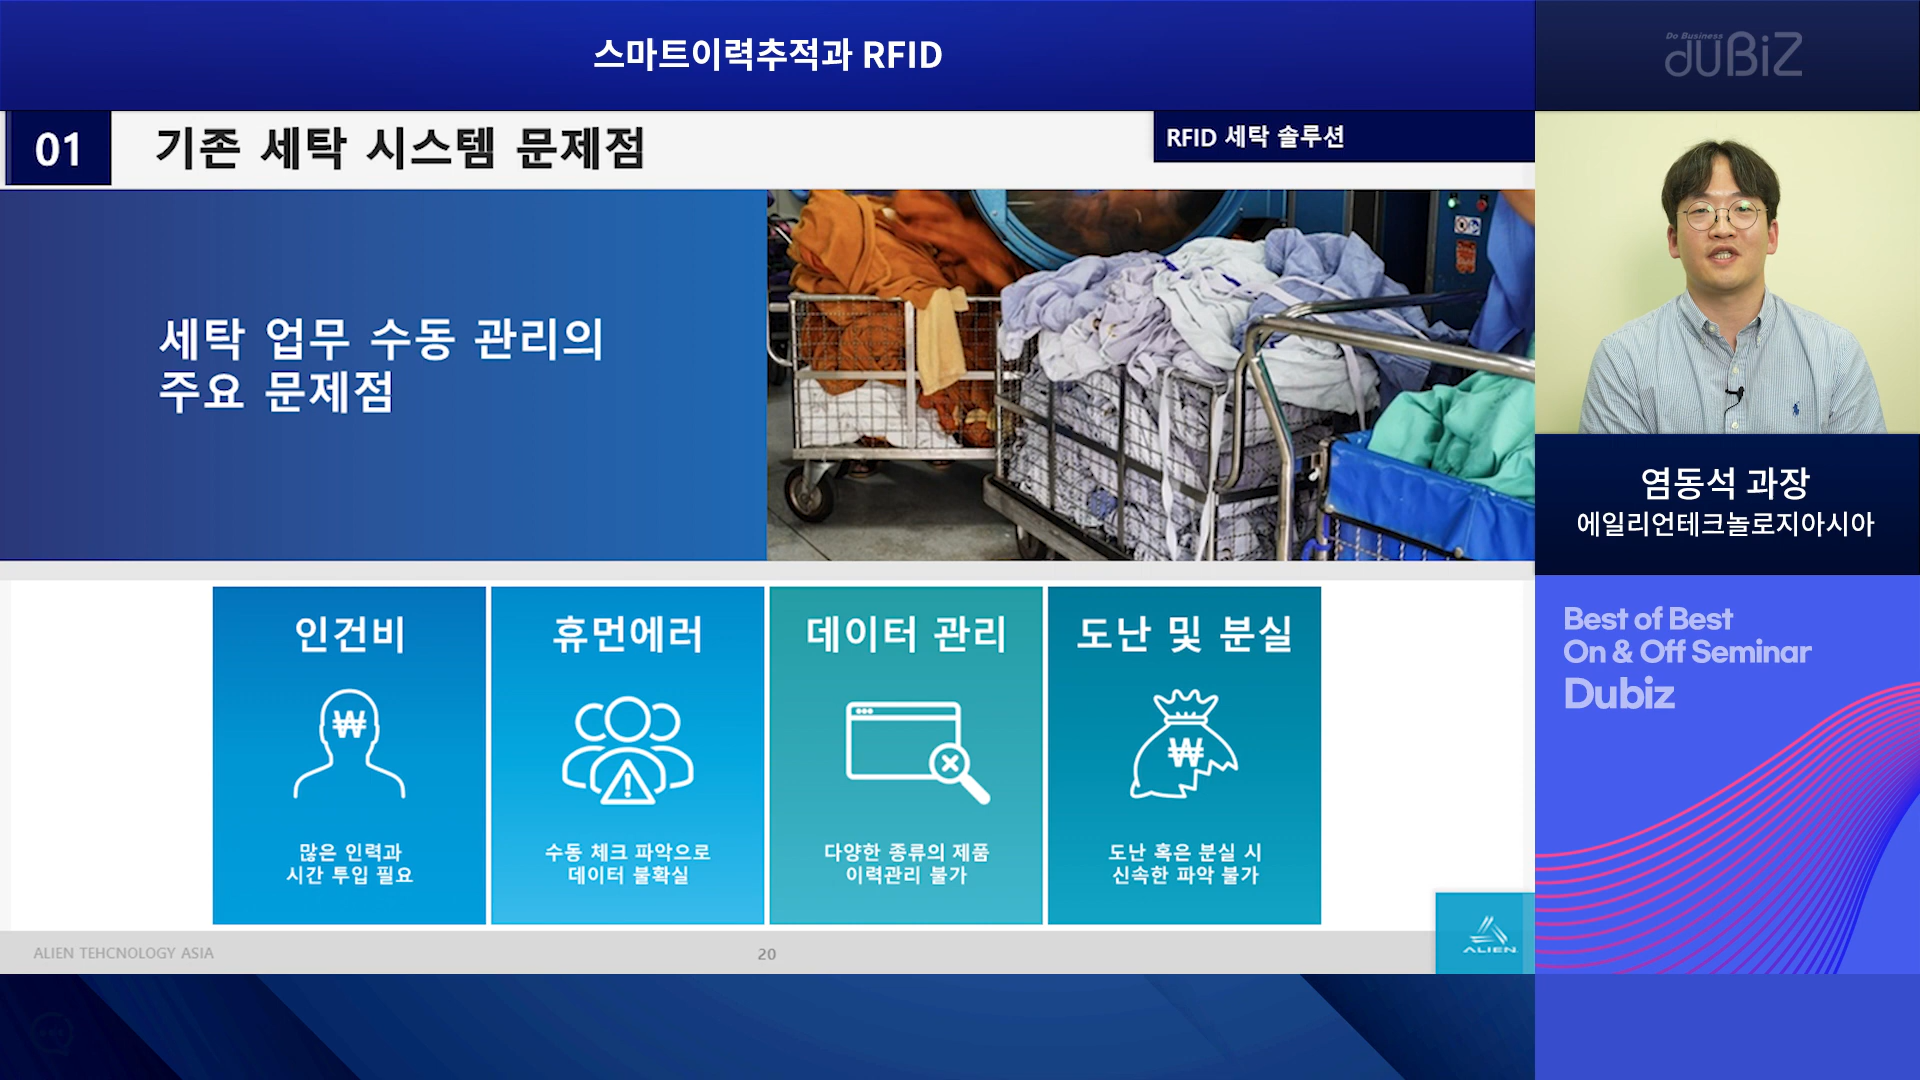 스마트이력추적과 RFID
Do Business
duBiZ
01
기존 세탁 시스템 문제점
RFID 세탁 솔루션
세탁 업무 수동 관리의
주요 문제점
염동석 과장
에일리언테크놀로지아시아
Best of Best
On & Off Seminar
Dubiz
인건비
₩
많은 인력과
시간 투입 필요
휴먼에러
수동 체크 파악으로
데이터 불확실
데이터 관리
다양한 종류의 제품
이력관리 불가
도난 및 분실
₩
도난 혹은 분실 시
신속한 파악 불가
ALIEN TEHCNOLOGY ASIA
20
ALIEN